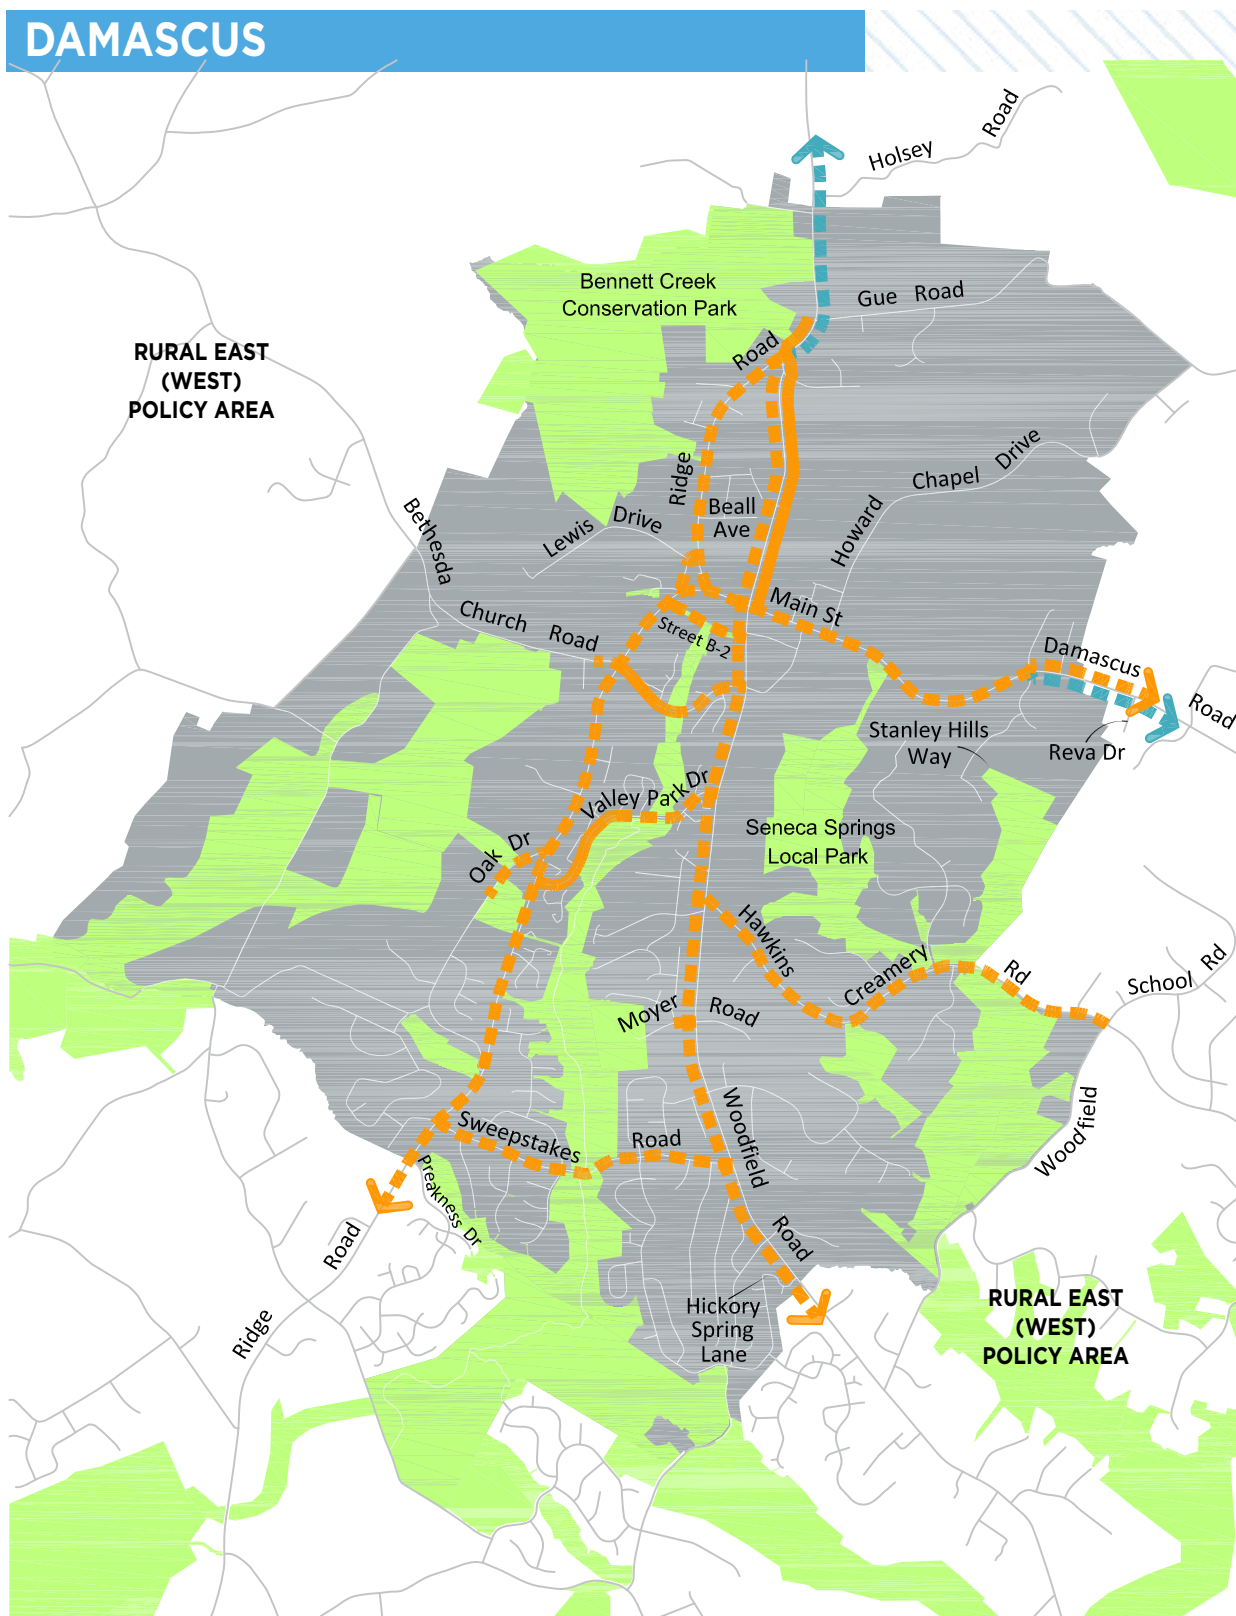 DAMASCUS
Holsey Road
Bennett Creek
Conservation Park
Gue Road
Road
RURAL EAST
(WEST)
POLICY AREA
Ridge
Chapel Drive
Howard
Beall
Ave
Lewis Drive
Bethesda
Church Road
Main St
Street B-2
Damascus
Road
Stanley Hills
Way
Reva Dr
Valley Park Dr
Oak Dr
Seneca Springs
Local Park
Hawkins
Creamery
Rd
School Rd
Moyer Road
Woodfield
Woodfield
Sweepstakes Road
Preakness Dr
Road
Road
Ridge
Hickory
Spring
Lane
RURAL EAST
(WEST)
POLICY AREA